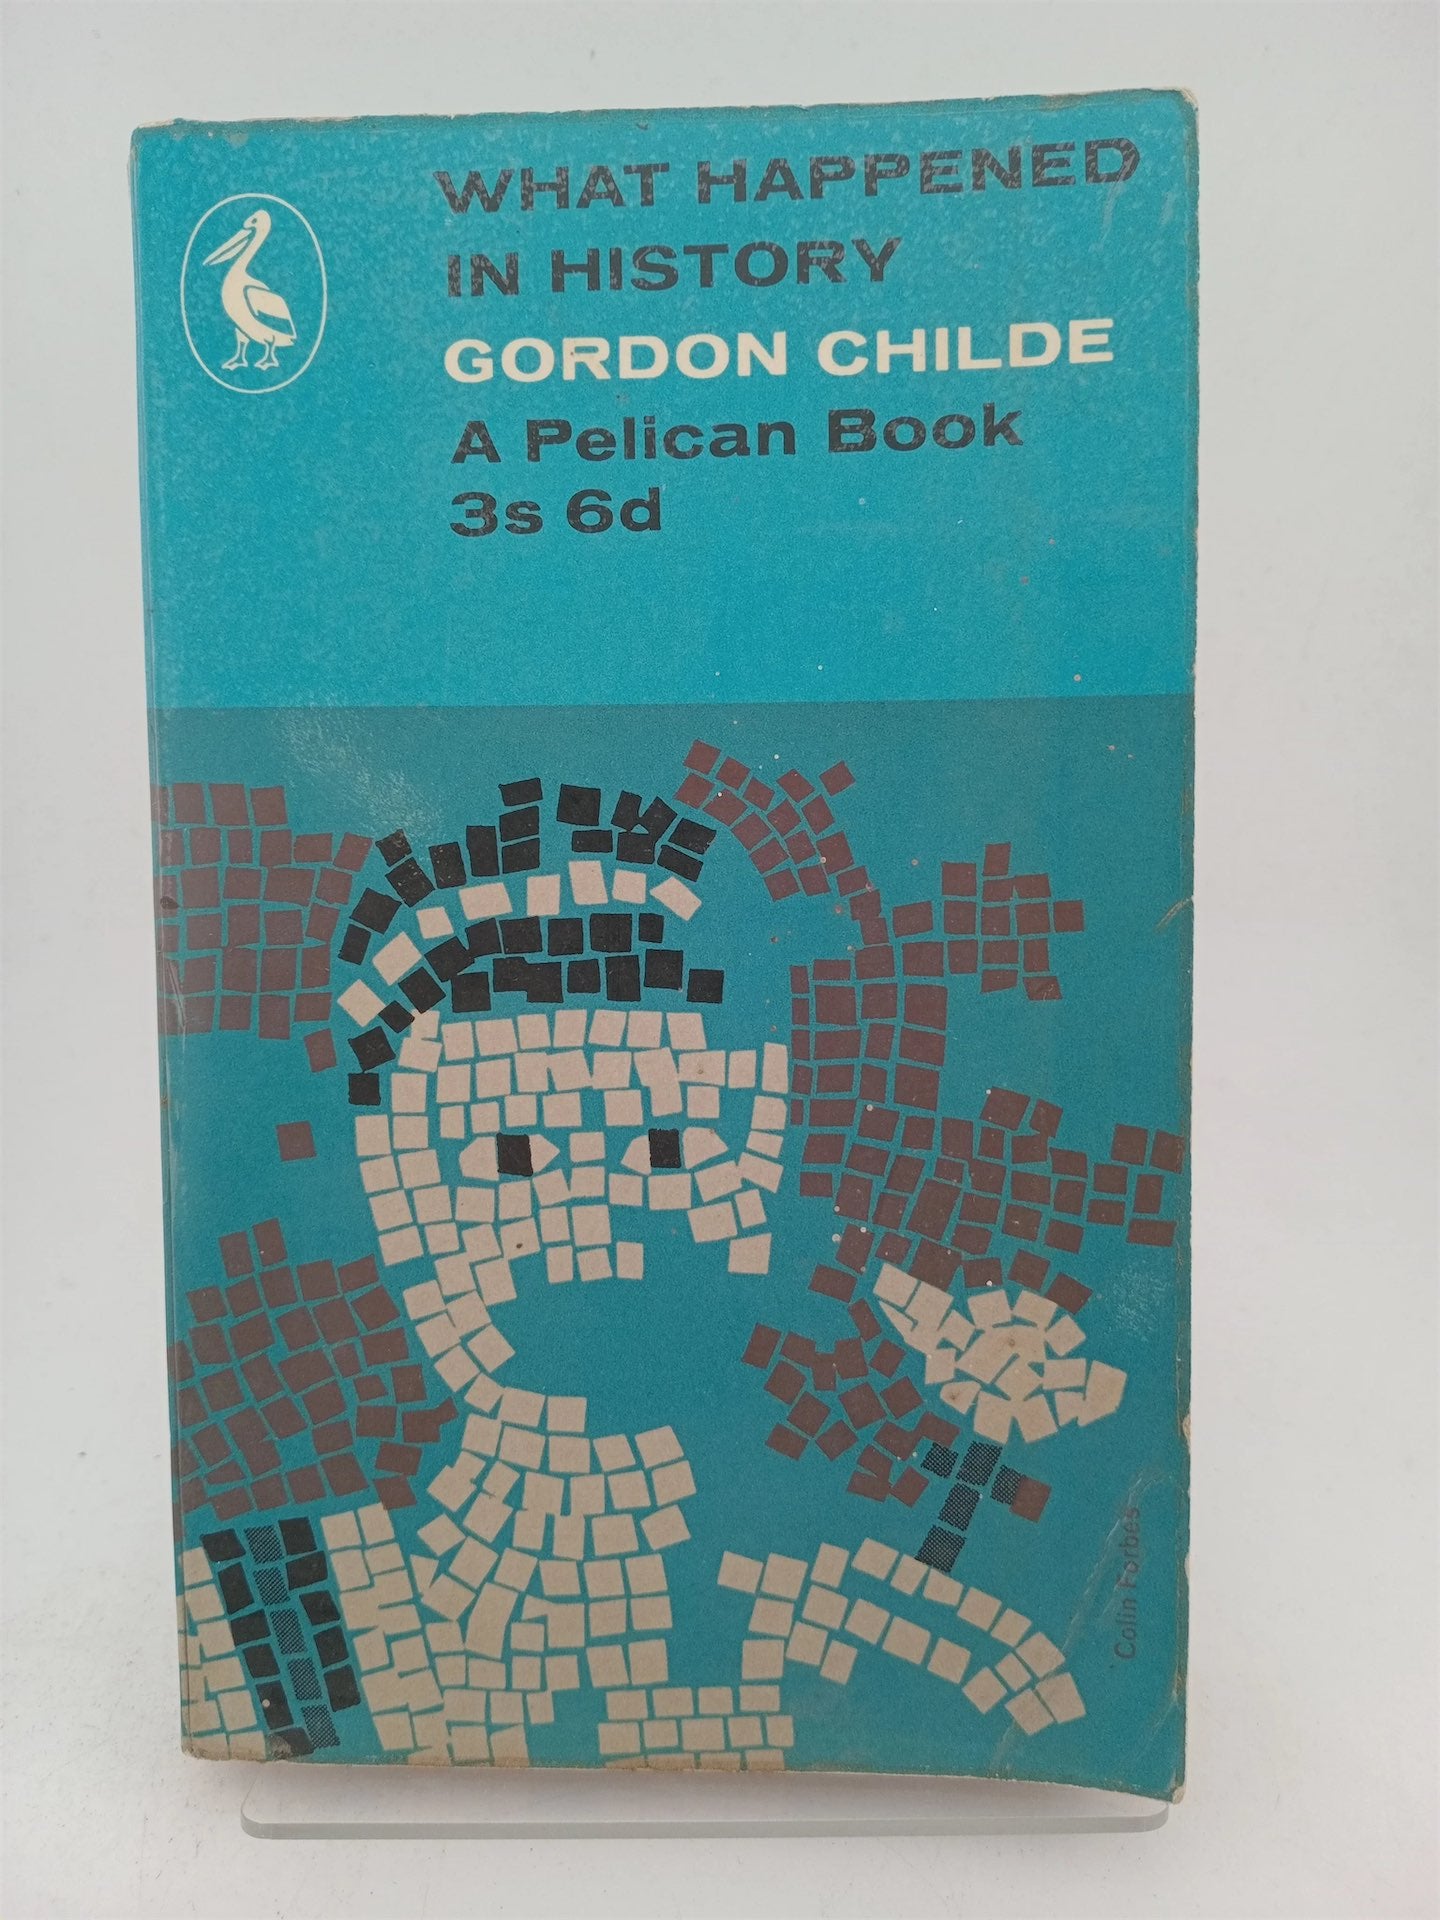 WHAT HAPPENED
IN HISTORY
GORDON CHILDE
A Pelican Book
3s 6d
Colin Forbes